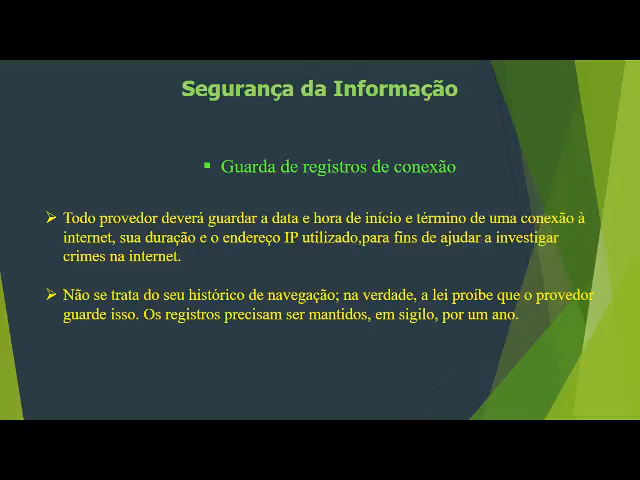 Segurança da Informação
▪ Guarda de registros de conexão
➢ Todo provedor deverá guardar a data e hora de início e término de uma conexão à
internet, sua duração e o endereço IP utilizado,para fins de ajudar a investigar
crimes na internet.
➢ Não se trata do seu histórico de navegação; na verdade, a lei proíbe que o provedor
guarde isso. Os registros precisam ser mantidos, em sigilo, por um ano.